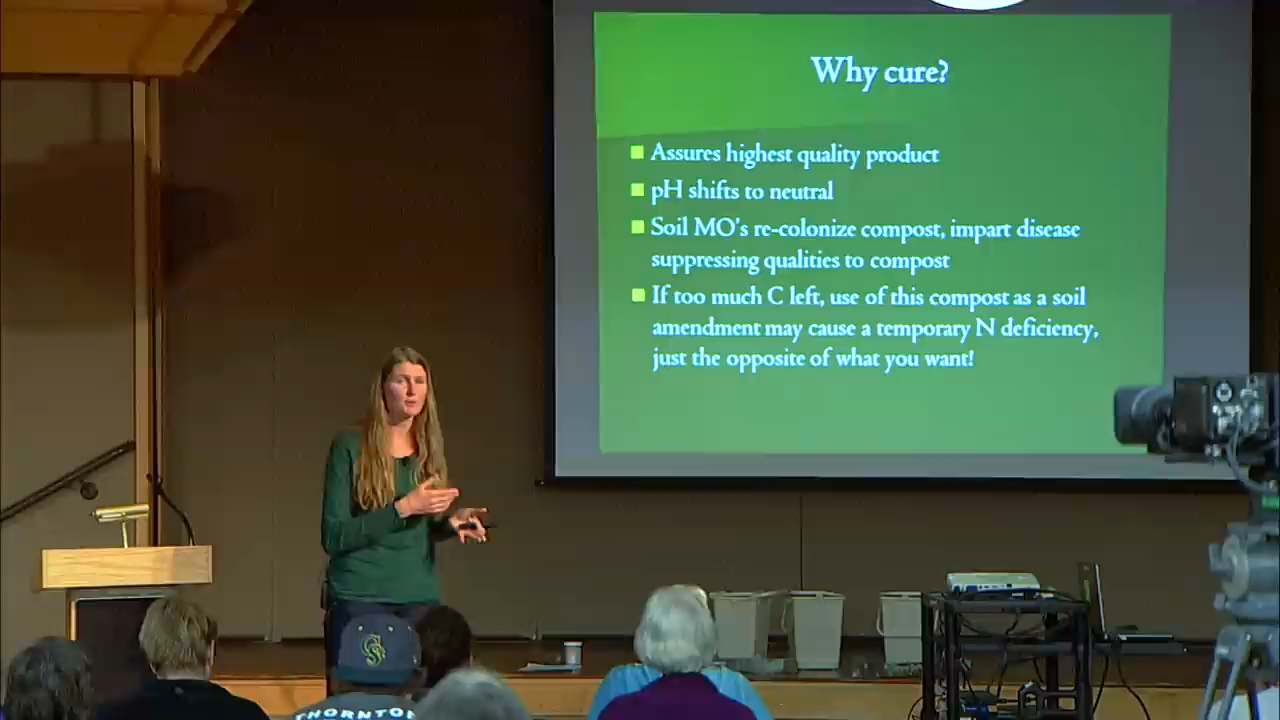 Why cure?
Assures highest quality product
pH shifts to neutral
Soil MO's re-colonize compost, impart disease
suppressing qualities to compost
If too much C left, use of this compost as a soil
amendment may cause a temporary N deficiency,
just the opposite of what you want!
THORNTON